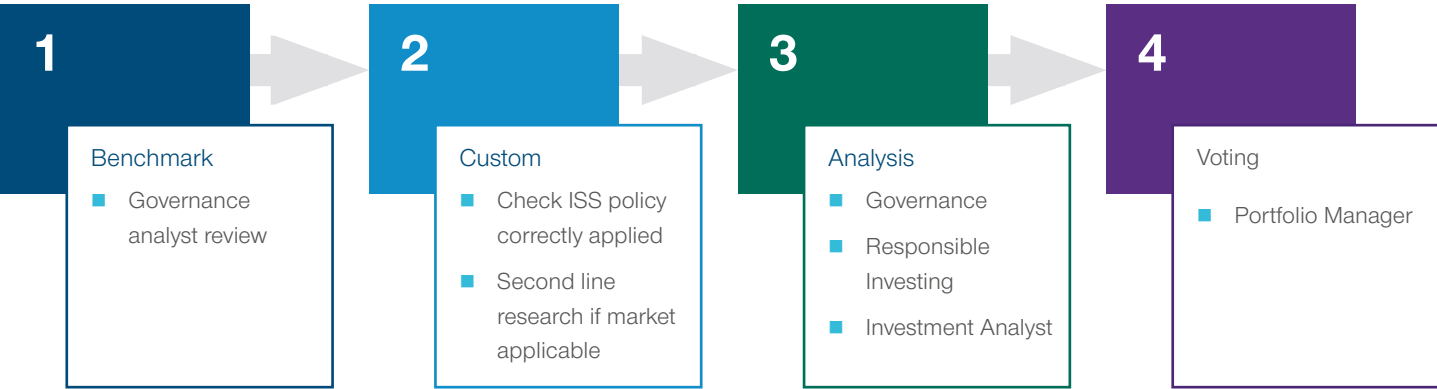 1
Benchmark
Governance
analyst review
2
Custom
Check ISS policy
correctly applied
Second line
research if market
applicable
3
Analysis
Governance
Responsible
Investing
Investment Analyst
4
Voting
Portfolio Manager